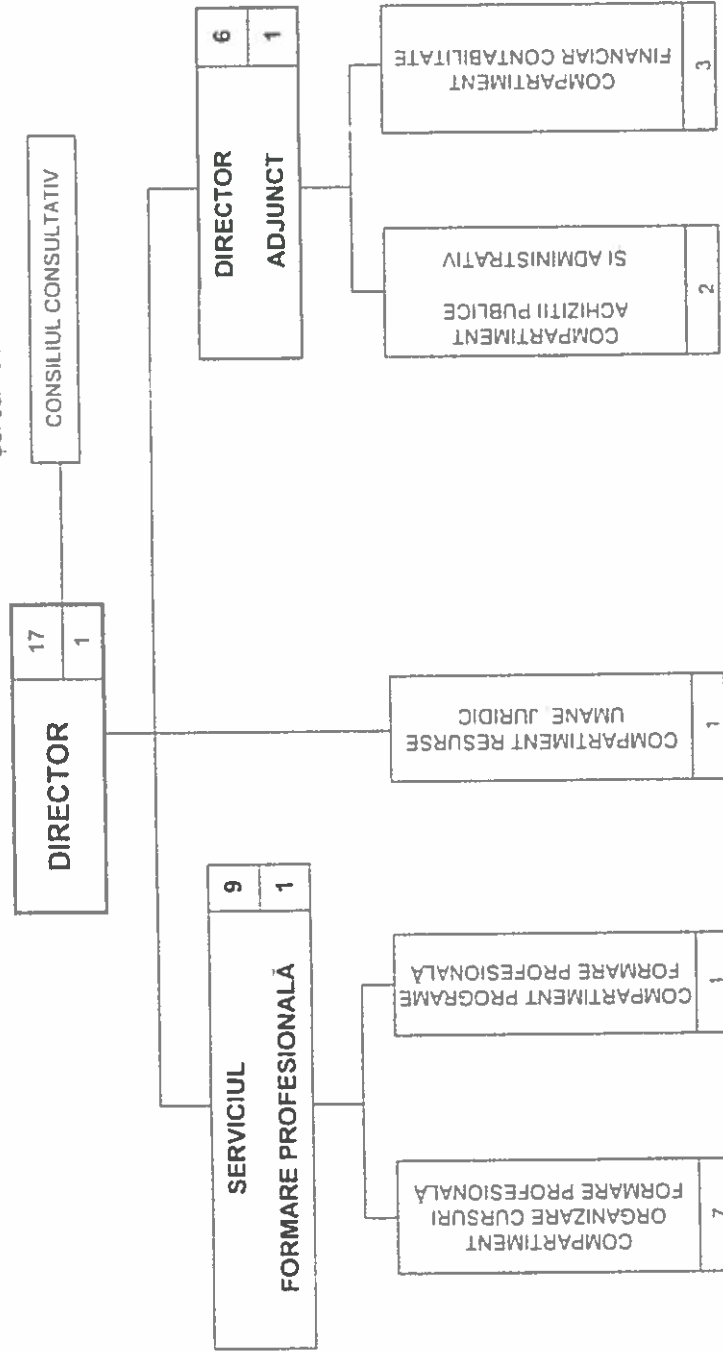 DIRECTOR
17
1
CONSILIUL CONSULTATIV
SERVICIUL
FORMARE PROFESIONALĂ
9
1
DIRECTOR
ADJUNCT
6
1
COMPARTIMENT
ORGANIZARE CURSURI
FORMARE PROFESIONALĂ
7
COMPARTIMENT PROGRAME
FORMARE PROFESIONALĂ
1
COMPARTIMENT RESURSE
UMANE JURIDIC
1
COMPARTIMENT
ACHIZITII PUBLICE
SI ADMINISTRATIV
2
COMPARTIMENT
FINANCIAR CONTABILITATE
3